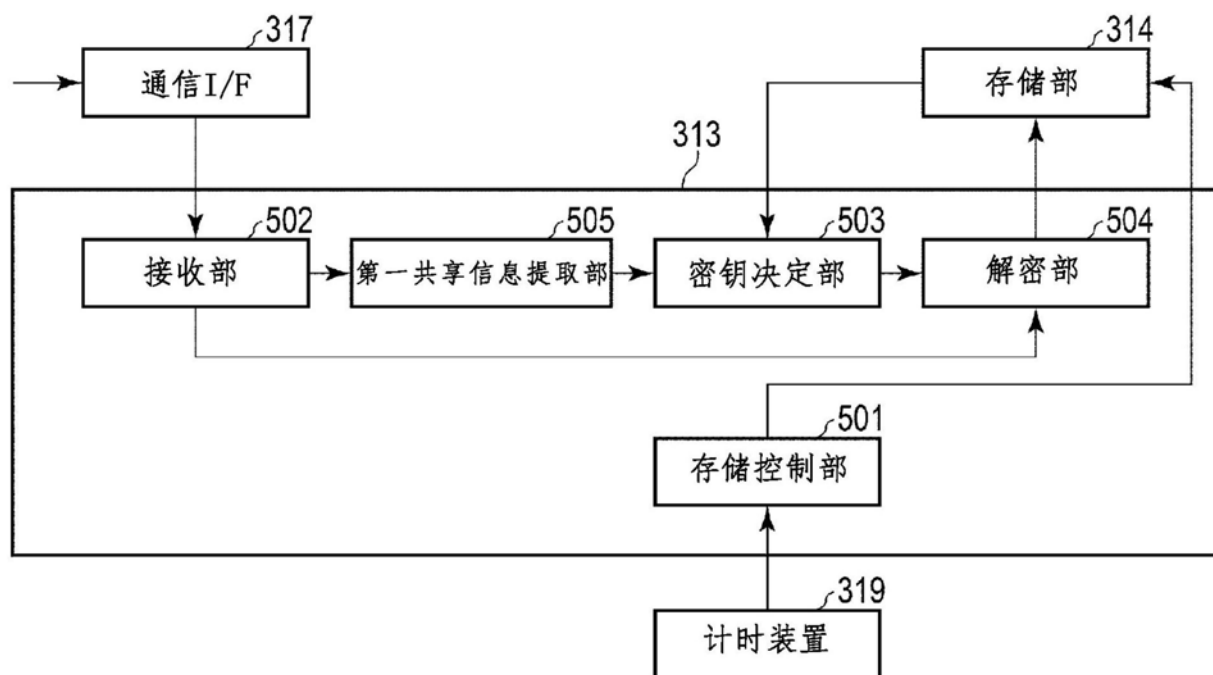 317
通信I/F
314
存储部
313
502
接收部
505
第一共享信息提取部
503
密钥决定部
504
解密部
501
存储控制部
319
计时装置